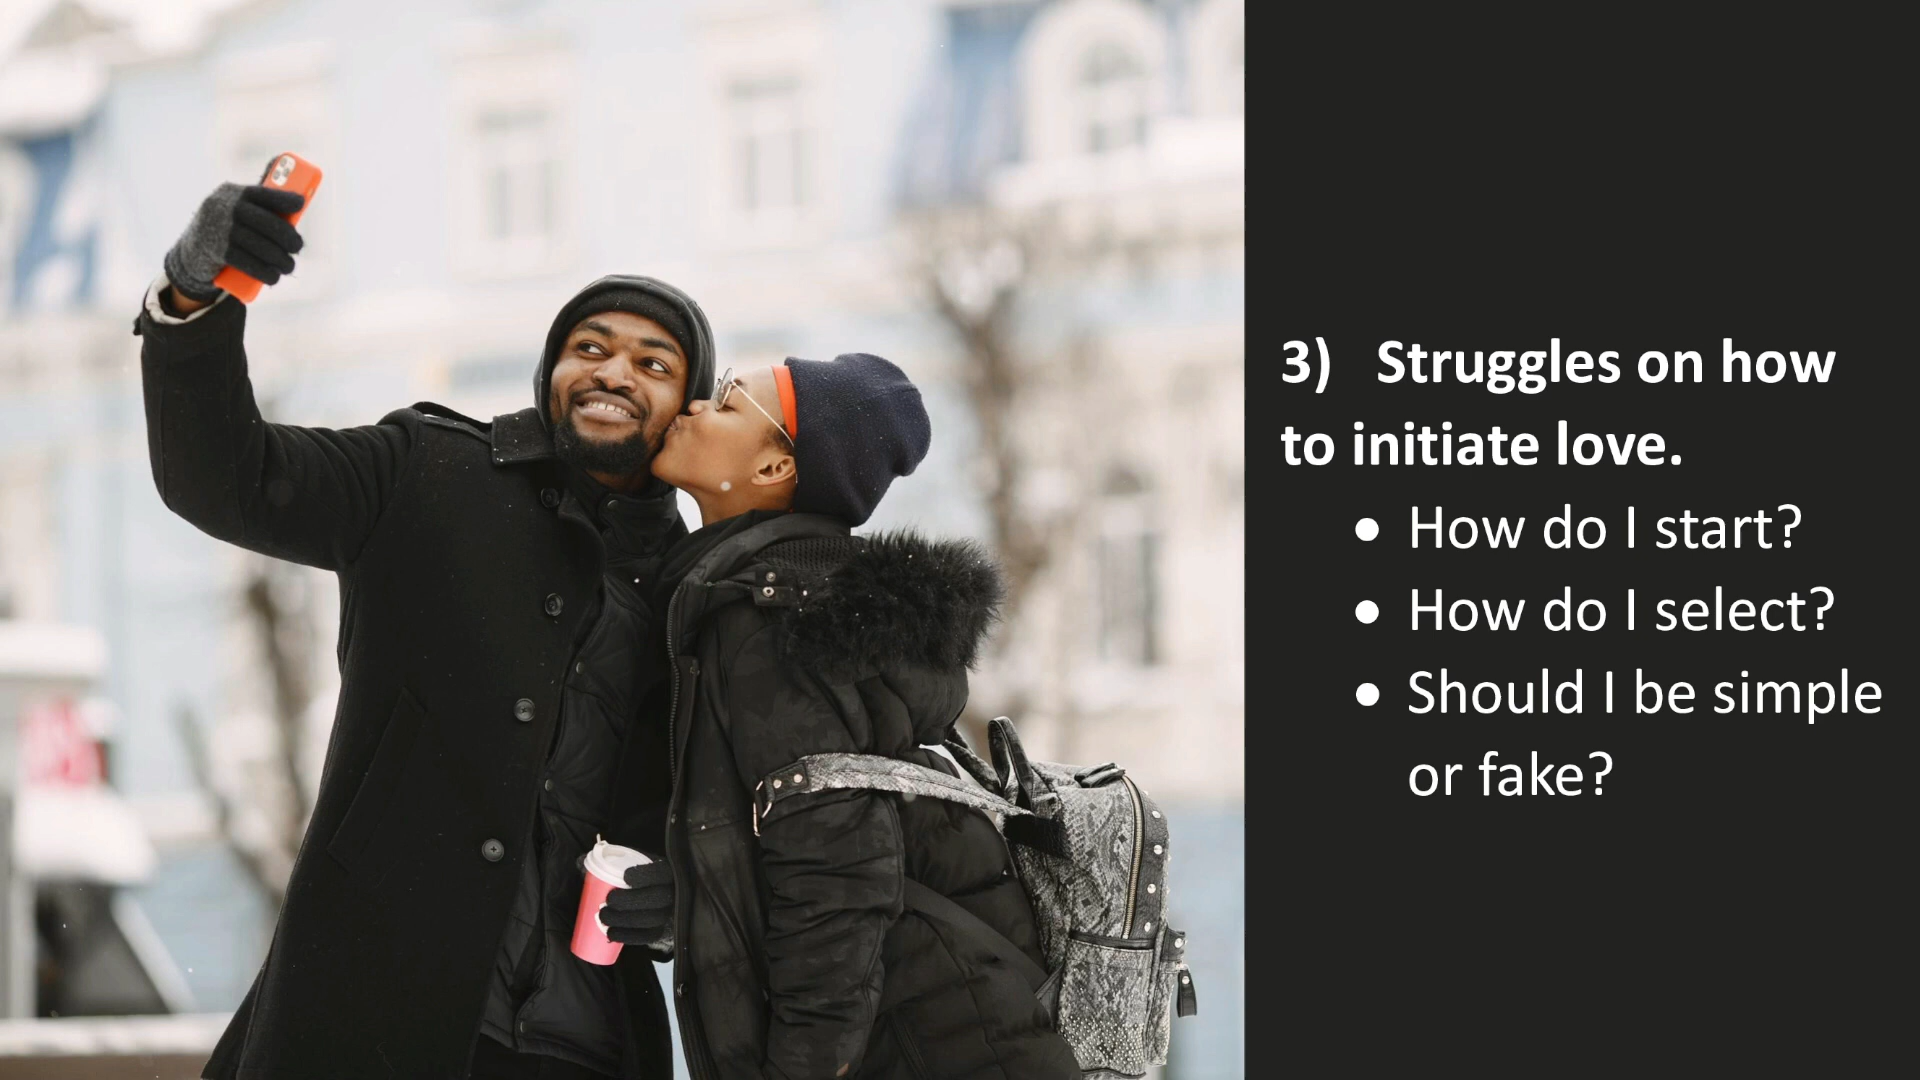 3) Struggles on how
to initiate love.
• How do I start?
• How do I select?
• Should I be simple
or fake?